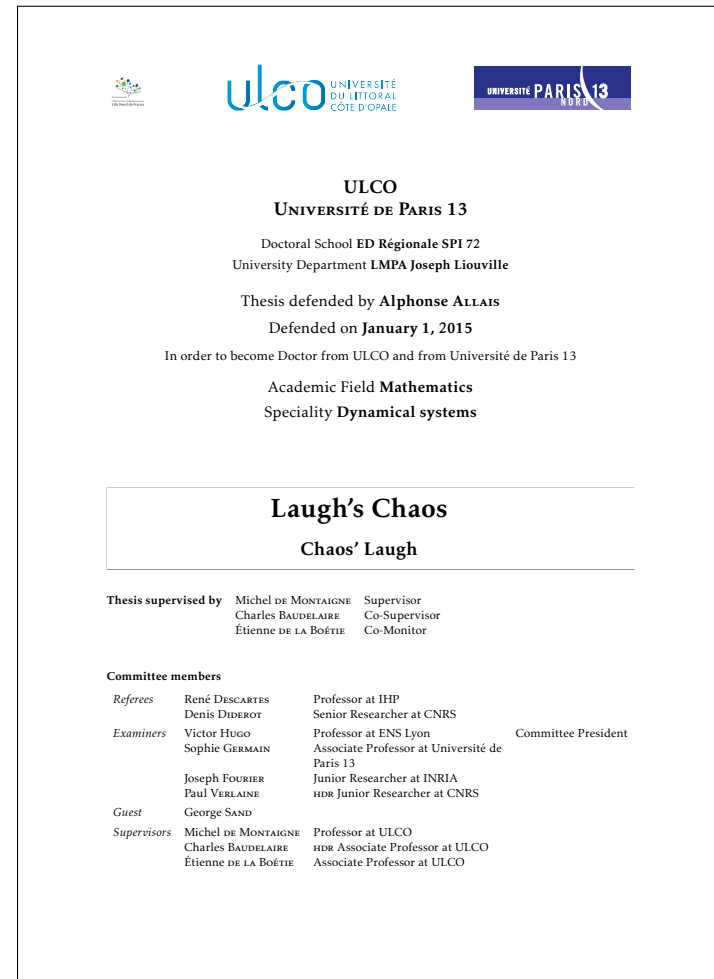 Lille Nord de France
ulco UNIVERSITÉ
DU LITTORAL
CÔTE D'OPALE
UNIVERSITÉ PARIS 13
NORD
ULCO
Université de Paris 13
Doctoral School ED Régionale SPI 72
University Department LMPA Joseph Liouville
Thesis defended by Alphonse Allais
Defended on January 1, 2015
In order to become Doctor from ULCO and from Université de Paris 13
Academic Field Mathematics
Speciality Dynamical systems
Laugh's Chaos
Chaos' Laugh
Thesis supervised by Michel de Montaigne Supervisor
Charles Baudelaire Co-Supervisor
Étienne de la Boétie Co-Monitor
Committee members
Referees René Descartes Professor at IHP
Denis Diderot Senior Researcher at CNRS
Examiners Victor Hugo Professor at ENS Lyon Committee President
Sophie Germain Associate Professor at Université de
Paris 13
Joseph Fourier Junior Researcher at INRIA
Paul Verlaine HDR Junior Researcher at CNRS
Guest George Sand
Supervisors Michel de Montaigne Professor at ULCO
Charles Baudelaire HDR Associate Professor at ULCO
Étienne de la Boétie Associate Professor at ULCO